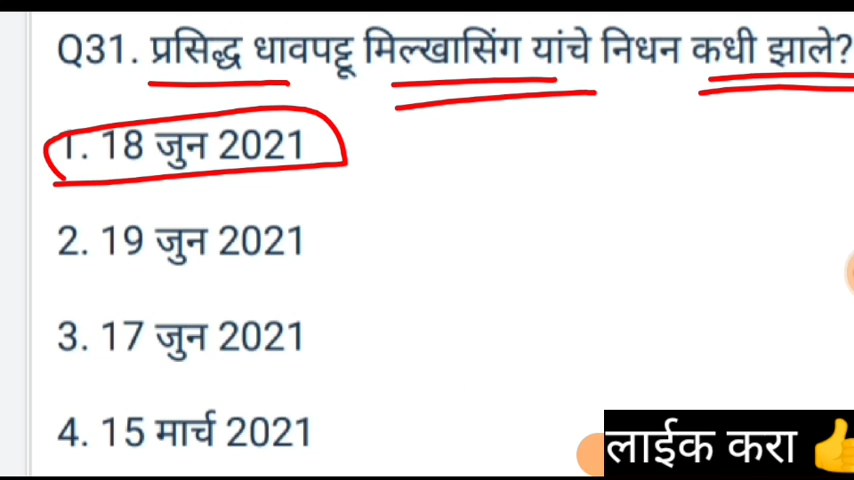 Q31. प्रसिद्ध धावपट्टू मिल्खासिंग यांचे निधन कधी झाले?
1. 18 जुन 2021
2. 19 जुन 2021
3. 17 जुन 2021
4. 15 मार्च 2021
लाईक करा 👍